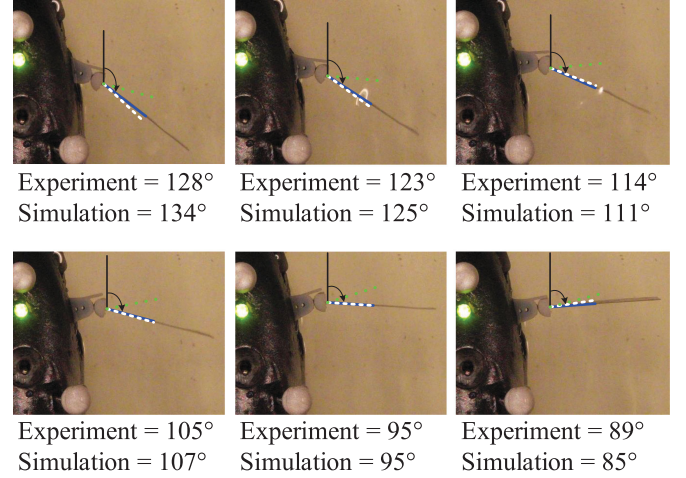 Experiment = 128°
Simulation = 134°
Experiment = 123°
Simulation = 125°
Experiment = 114°
Simulation = 111°
Experiment = 105°
Simulation = 107°
Experiment = 95°
Simulation = 95°
Experiment = 89°
Simulation = 85°